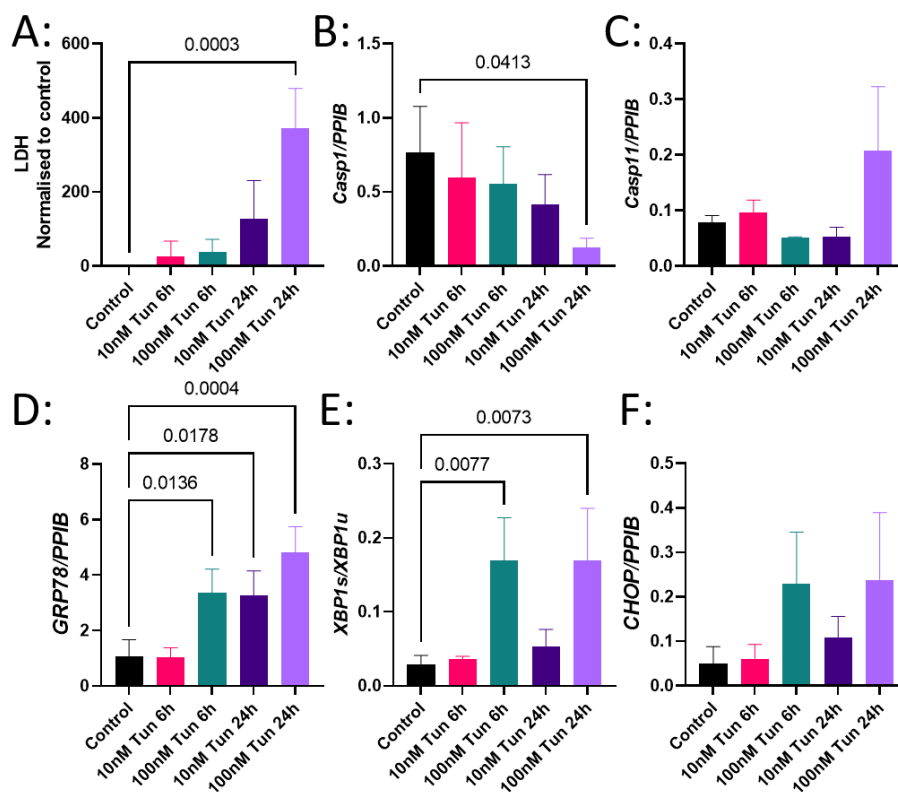 A:
LDH
Normalised to control
600
400
200
0
0.0003
Control
10nM Tun 6h
100nM Tun 6h
10nM Tun 24h
100nM Tun 24h
B:
Casp1/PPIB
1.5
1.0
0.5
0.0
0.0413
Control
10nM Tun 6h
100nM Tun 6h
10nM Tun 24h
100nM Tun 24h
C:
Casp11/PPIB
0.4
0.3
0.2
0.1
0.0
Control
10nM Tun 6h
100nM Tun 6h
10nM Tun 24h
100nM Tun 24h
D:
GRP78/PPIB
8
6
4
2
0
0.0004
0.0178
0.0136
Control
10nM Tun 6h
100nM Tun 6h
10nM Tun 24h
100nM Tun 24h
E:
XBP1s/XBP1u
0.3
0.2
0.1
0.0
0.0073
0.0077
Control
10nM Tun 6h
100nM Tun 6h
10nM Tun 24h
100nM Tun 24h
F:
CHOP/PPIB
0.5
0.4
0.3
0.2
0.1
0.0
Control
10nM Tun 6h
100nM Tun 6h
10nM Tun 24h
100nM Tun 24h